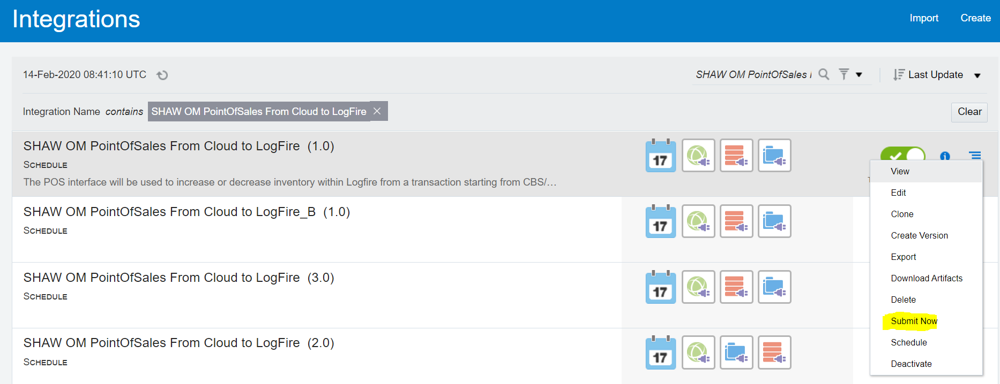 Integrations
Import
Create
14-Feb-2020 08:41:10 UTC
SHAW OM PointOfSales
Last Update
Integration Name contains SHAW OM PointOfSales From Cloud to LogFire
Clear
SHAW OM PointOfSales From Cloud to LogFire (1.0)
17
SCHEDULE
The POS interface will be used to increase or decrease inventory within Logfire from a transaction starting from CBS/…
SHAW OM PointOfSales From Cloud to LogFire_B (1.0)
17
SCHEDULE
SHAW OM PointOfSales From Cloud to LogFire (3.0)
17
SCHEDULE
SHAW OM PointOfSales From Cloud to LogFire (2.0)
17
SCHEDULE
View
Edit
Clone
Create Version
Export
Download Artifacts
Delete
Submit Now
Schedule
Deactivate